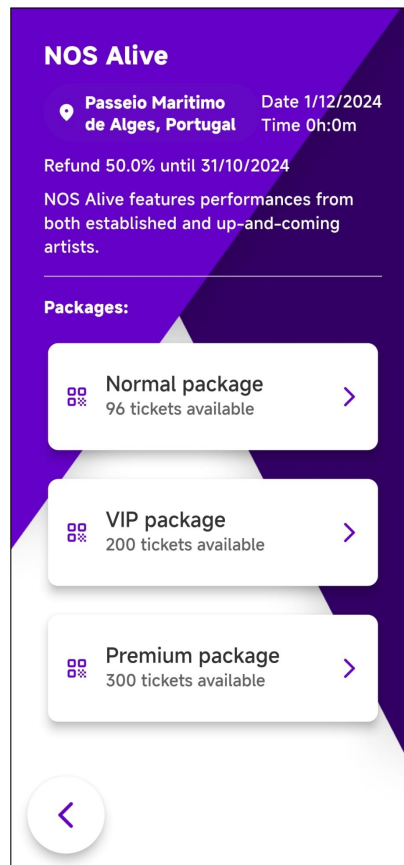 NOS Alive
Passeio Maritimo
de Alges, Portugal
Date 1/12/2024
Time 0h:0m
Refund 50.0% until 31/10/2024
NOS Alive features performances from
both established and up-and-coming
artists.
Packages:
Normal package
96 tickets available
VIP package
200 tickets available
Premium package
300 tickets available